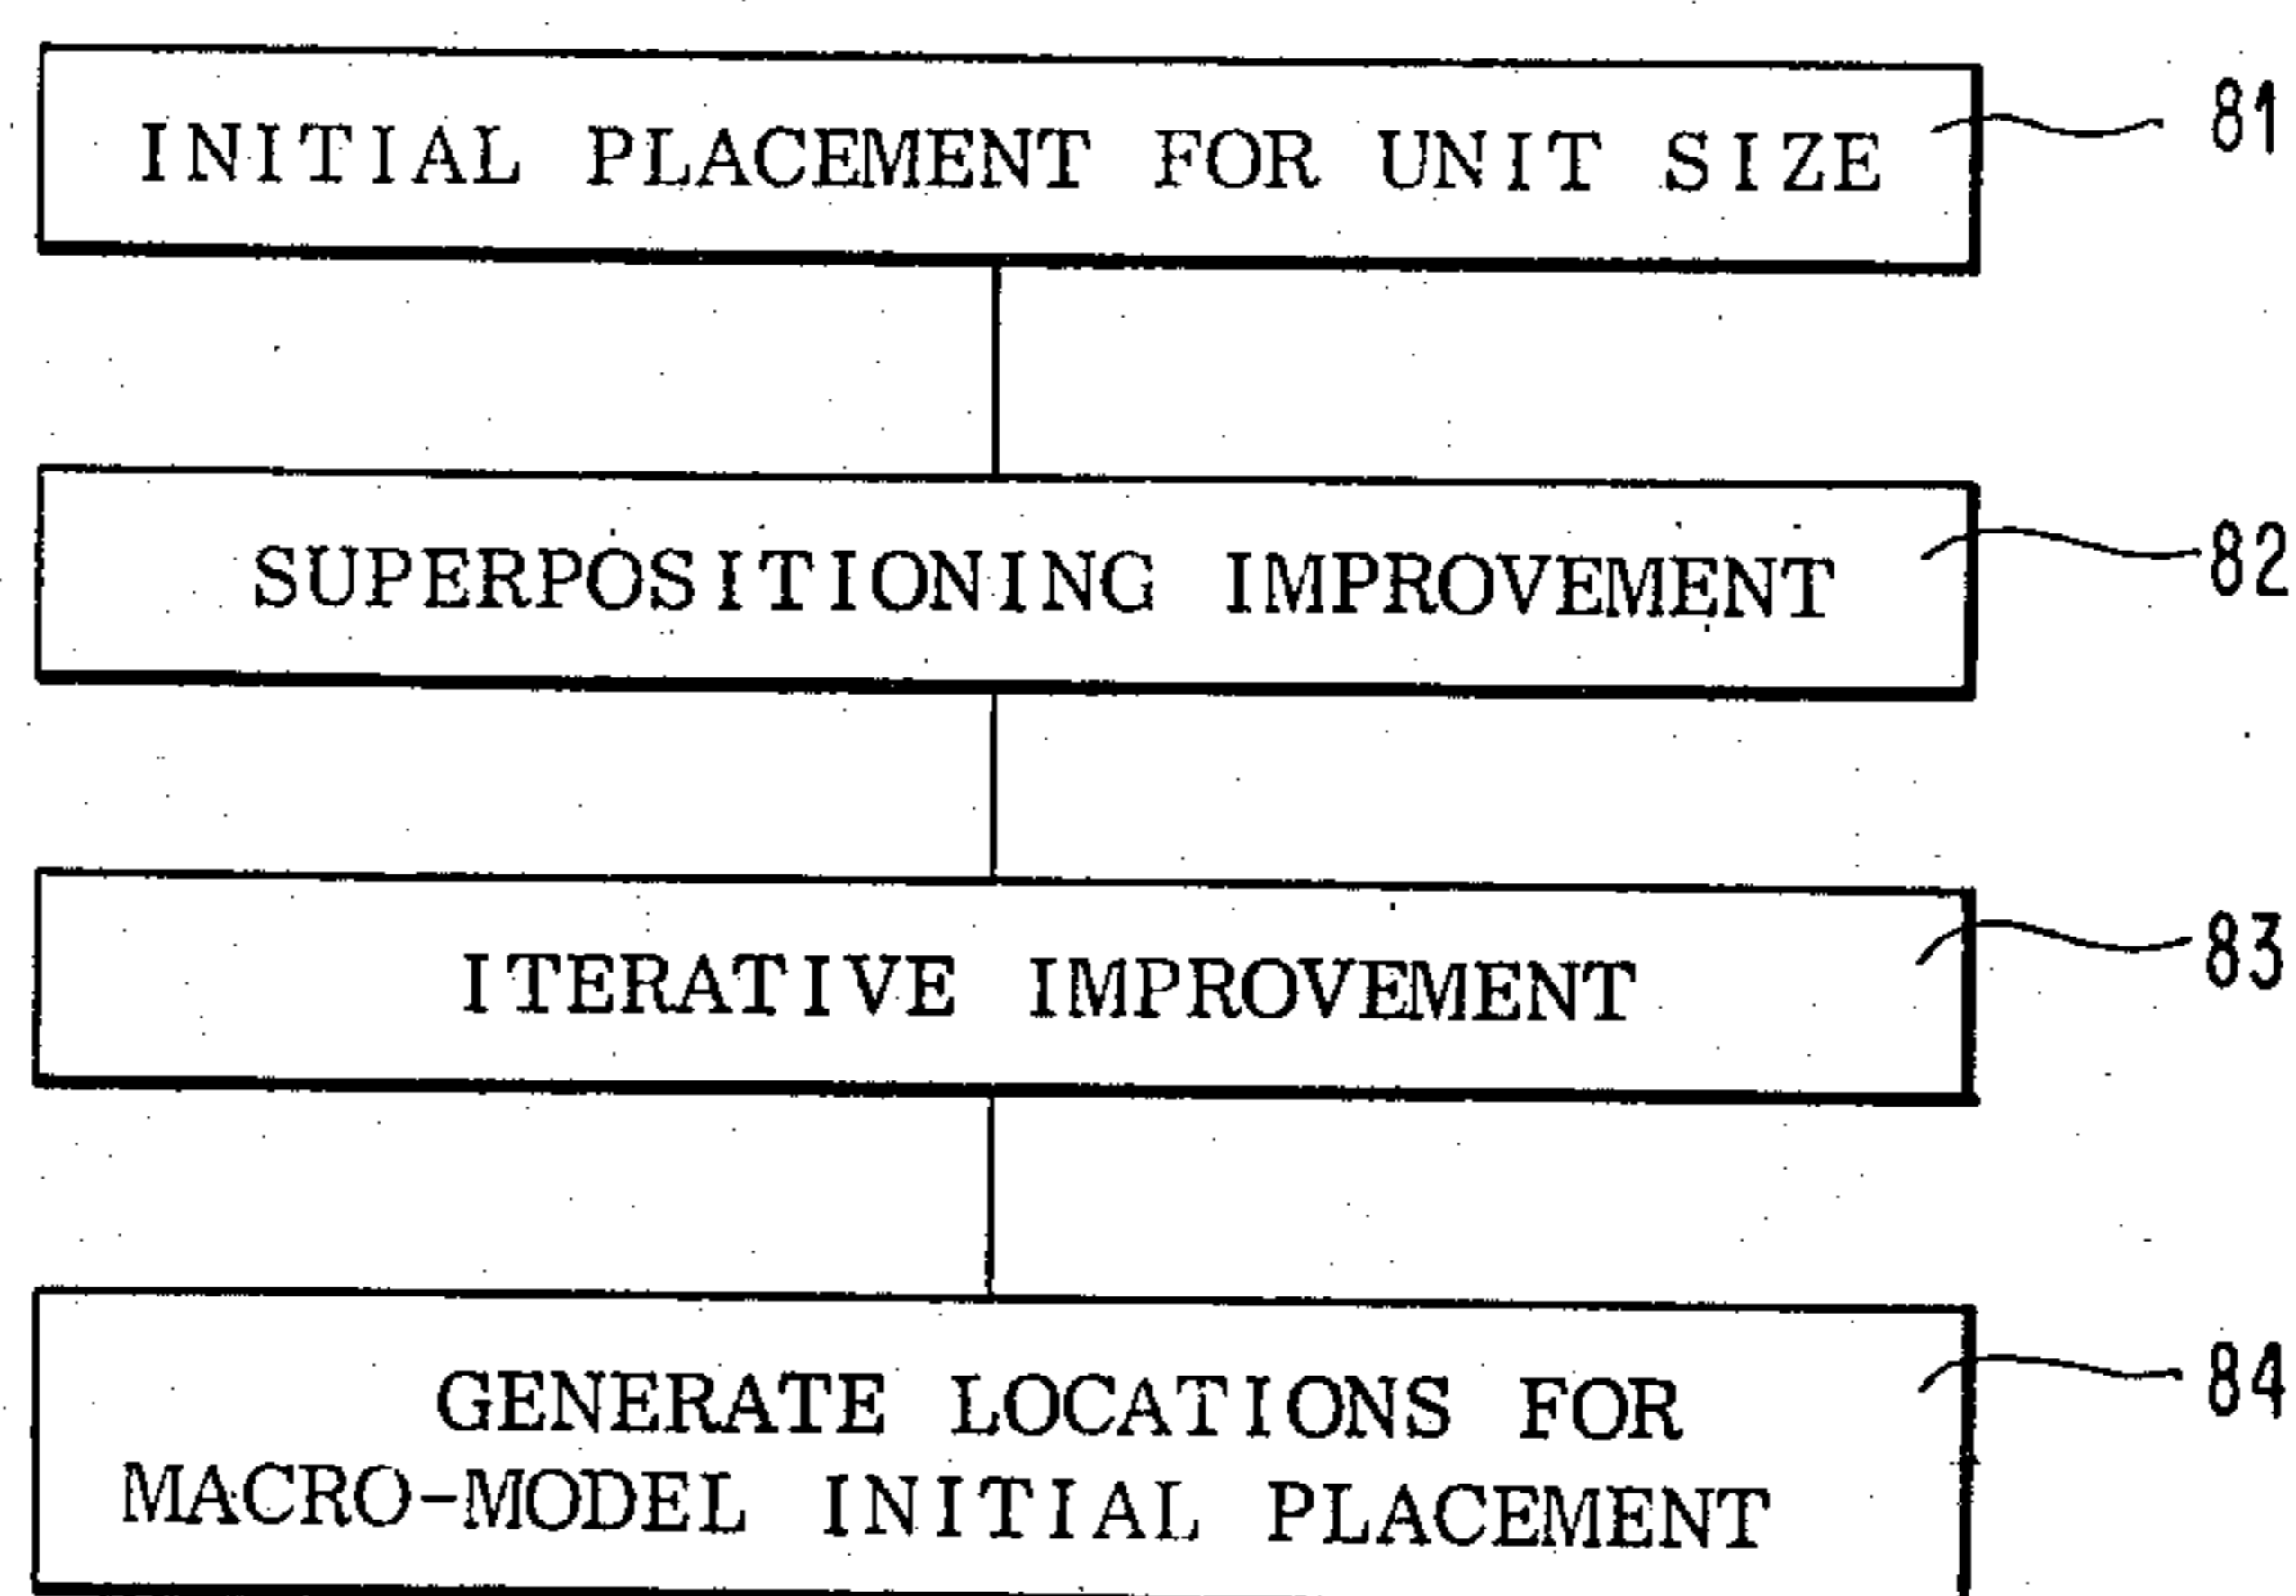 INITIAL PLACEMENT FOR UNIT SIZE 81
SUPERPOSITIONING IMPROVEMENT 82
ITERATIVE IMPROVEMENT 83
GENERATE LOCATIONS FOR 84
MACRO-MODEL INITIAL PLACEMENT